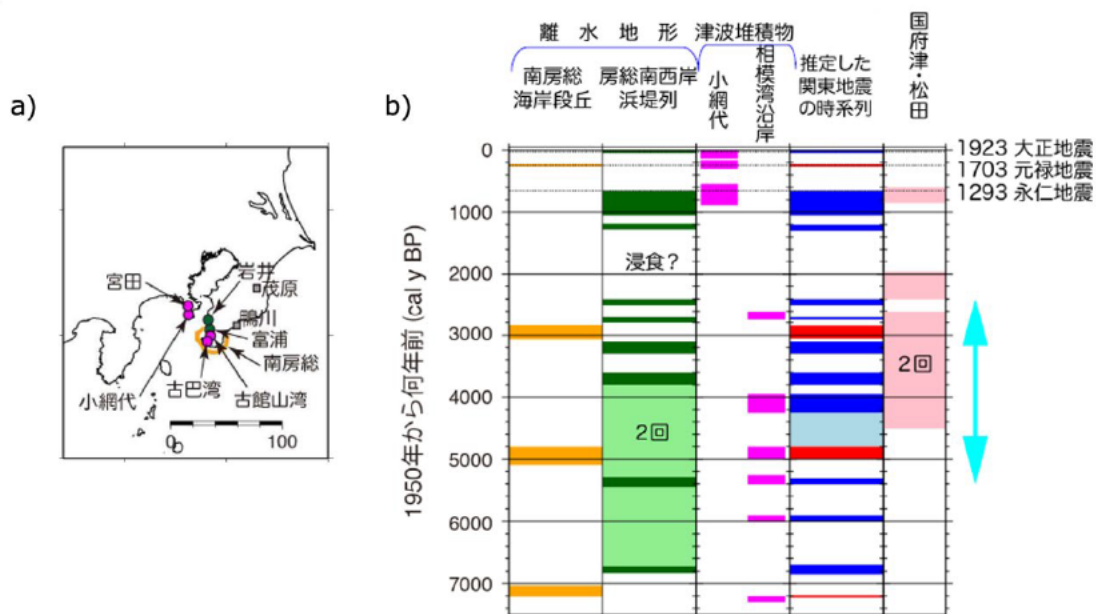 a)
宮田
岩井
茂原
鴨川
富浦
南房総
小網代
古巴湾
古館山湾
0
100
b)
離 水 地 形
津波堆積物
南房総
海岸段丘
房総南西岸
浜堤列
小網代
相模湾沿岸
推定した
関東地震
の時系列
国府津・松田
1950年から何年前 (cal y BP)
0
1000
2000
3000
4000
5000
6000
7000
浸食？
2回
2回
1923 大正地震
1703 元禄地震
1293 永仁地震